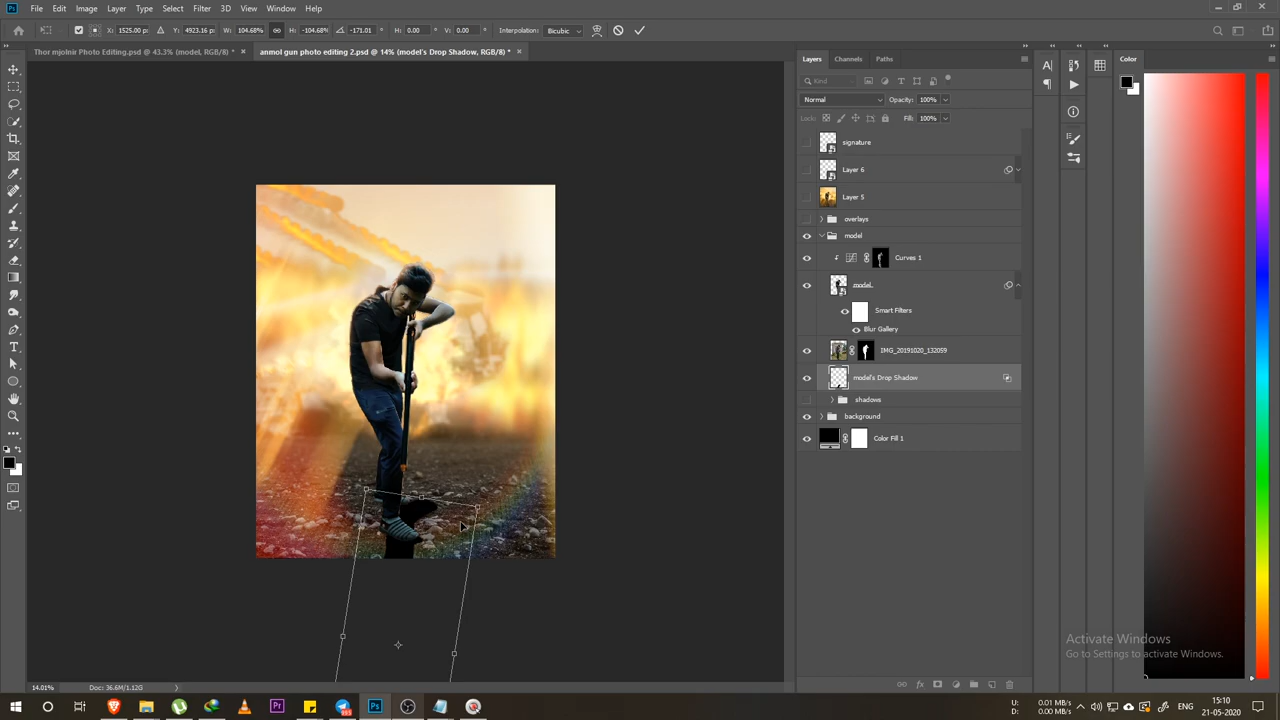 File Edit Image Layer Type Select Filter 3D View Window Help
X: 1525.00 px Y: 4923.16 px W: 104.68% H: -104.68% -171.01 H: 0.00 V: 0.00 Interpolation: Bicubic
Thor mjolnir Photo Editing.psd @ 43.3% (model, RGB/8) * × anmol gun photo editing 2.psd @ 14% (model's Drop Shadow, RGB/8) * ×
Layers Channels Paths
Color
Kind
Normal Opacity: 100%
Lock: Fill: 100%
signature
Layer 6
Layer 5
overlays
model
Curves 1
model
Smart Filters
Blur Gallery
IMG_20191020_132059
model's Drop Shadow
shadows
background
Color Fill 1
Activate Windows
Go to Settings to activate Windows.
14.01% Doc: 36.6M/1.12G
U: 0.01 MB/s
D: 0.00 MB/s
15:10
21-05-2020